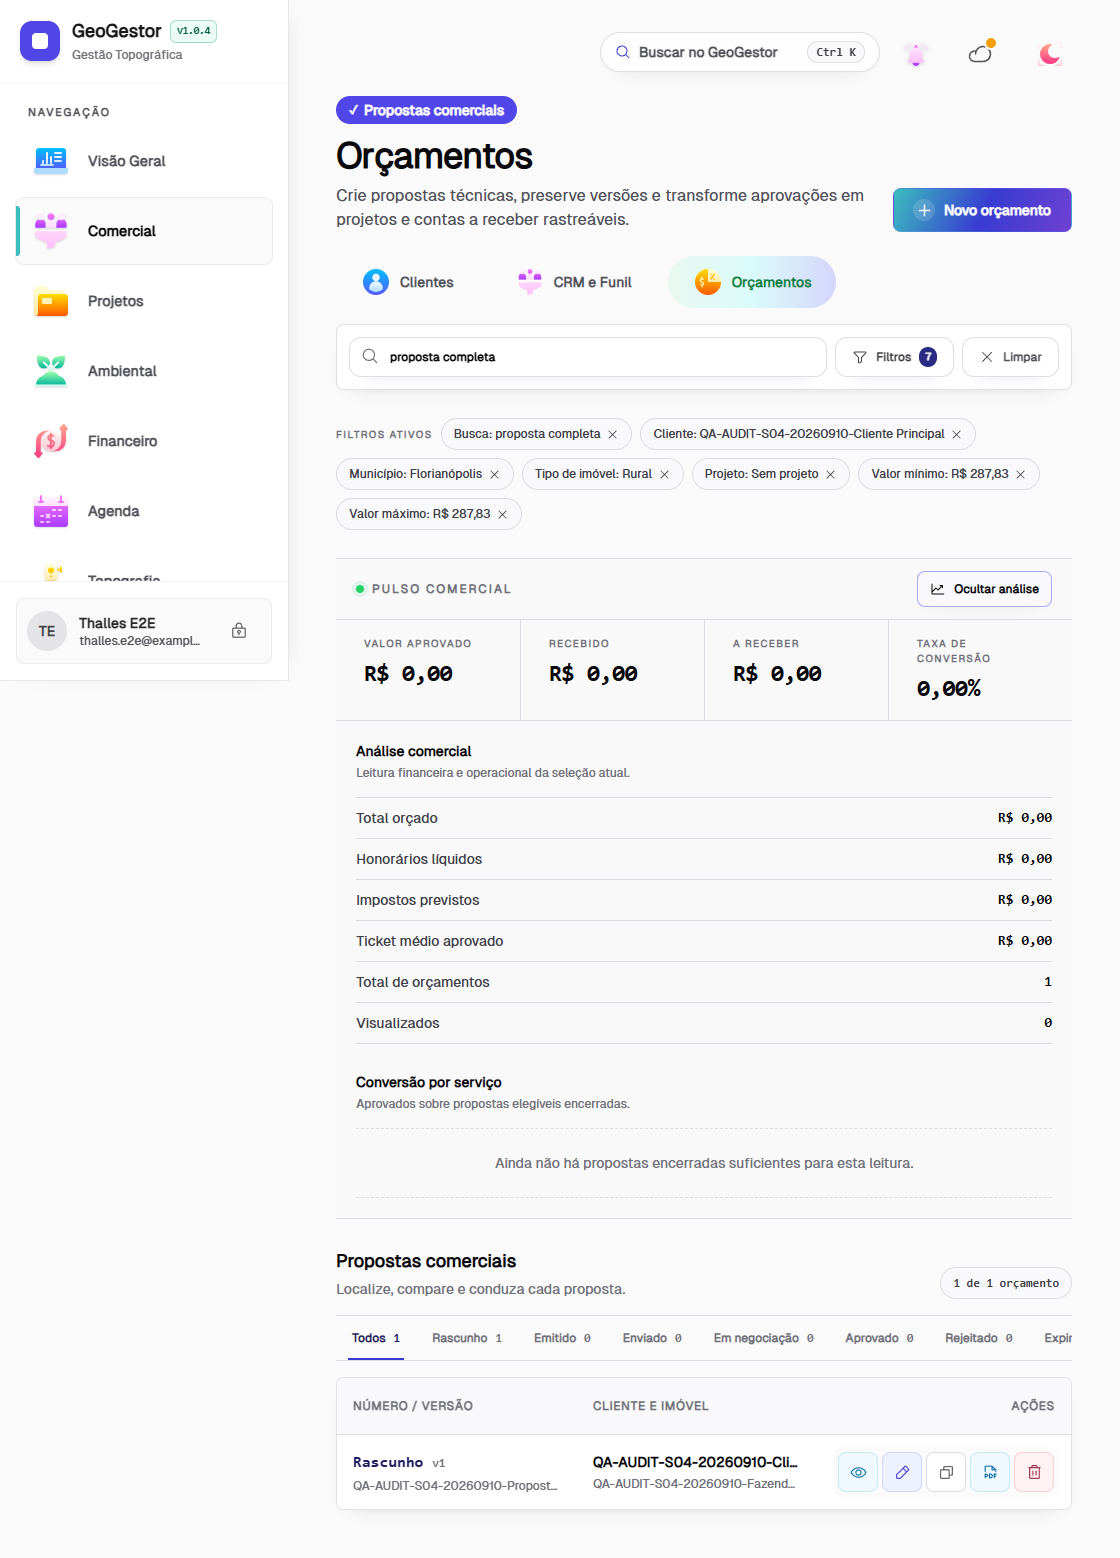 GeoGestor v1.0.4
Gestão Topográfica
NAVEGAÇÃO
Visão Geral
Comercial
Projetos
Ambiental
Financeiro
Agenda
Topografia
TE
Thalles E2E
thalles.e2e@exampl...
Buscar no GeoGestor Ctrl K
✓ Propostas comerciais
Orçamentos
Crie propostas técnicas, preserve versões e transforme aprovações em
projetos e contas a receber rastreáveis.
Novo orçamento
Clientes
CRM e Funil
Orçamentos
proposta completa
Filtros 7
Limpar
FILTROS ATIVOS
Busca: proposta completa
Cliente: QA-AUDIT-S04-20260910-Cliente Principal
Município: Florianópolis
Tipo de imóvel: Rural
Projeto: Sem projeto
Valor mínimo: R$ 287,83
Valor máximo: R$ 287,83
PULSO COMERCIAL
Ocultar análise
VALOR APROVADO
R$ 0,00
RECEBIDO
R$ 0,00
A RECEBER
R$ 0,00
TAXA DE
CONVERSÃO
0,00%
Análise comercial
Leitura financeira e operacional da seleção atual.
Total orçado R$ 0,00
Honorários líquidos R$ 0,00
Impostos previstos R$ 0,00
Ticket médio aprovado R$ 0,00
Total de orçamentos 1
Visualizados 0
Conversão por serviço
Aprovados sobre propostas elegíveis encerradas.
Ainda não há propostas encerradas suficientes para esta leitura.
Propostas comerciais
Localize, compare e conduza cada proposta.
1 de 1 orçamento
Todos 1 Rascunho 1 Emitido 0 Enviado 0 Em negociação 0 Aprovado 0 Rejeitado 0 Expir
NÚMERO / VERSÃO CLIENTE E IMÓVEL AÇÕES
Rascunho v1
QA-AUDIT-S04-20260910-Propost...
QA-AUDIT-S04-20260910-Cli...
QA-AUDIT-S04-20260910-Fazend...
PDF